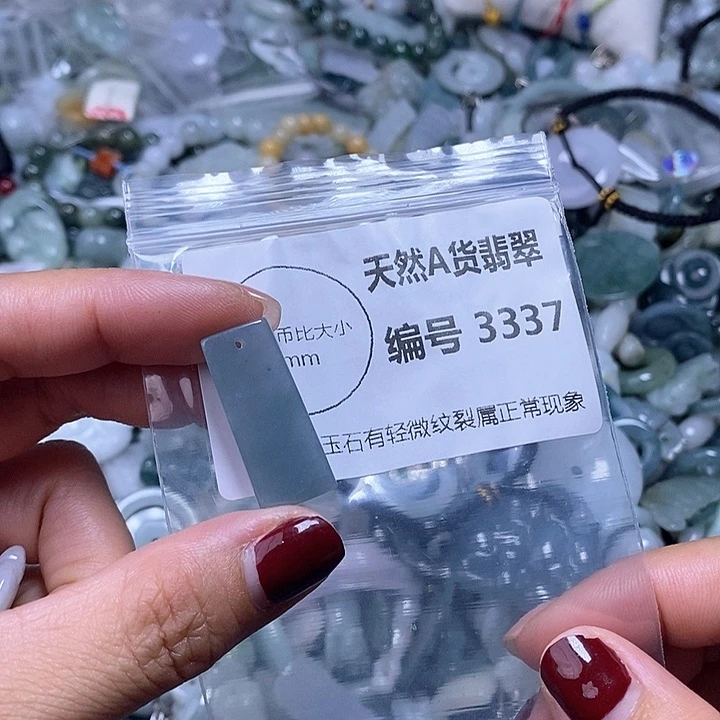 天然A货翡翠
编号 3337
币比大小
mm
玉石有轻微纹裂属正常现象